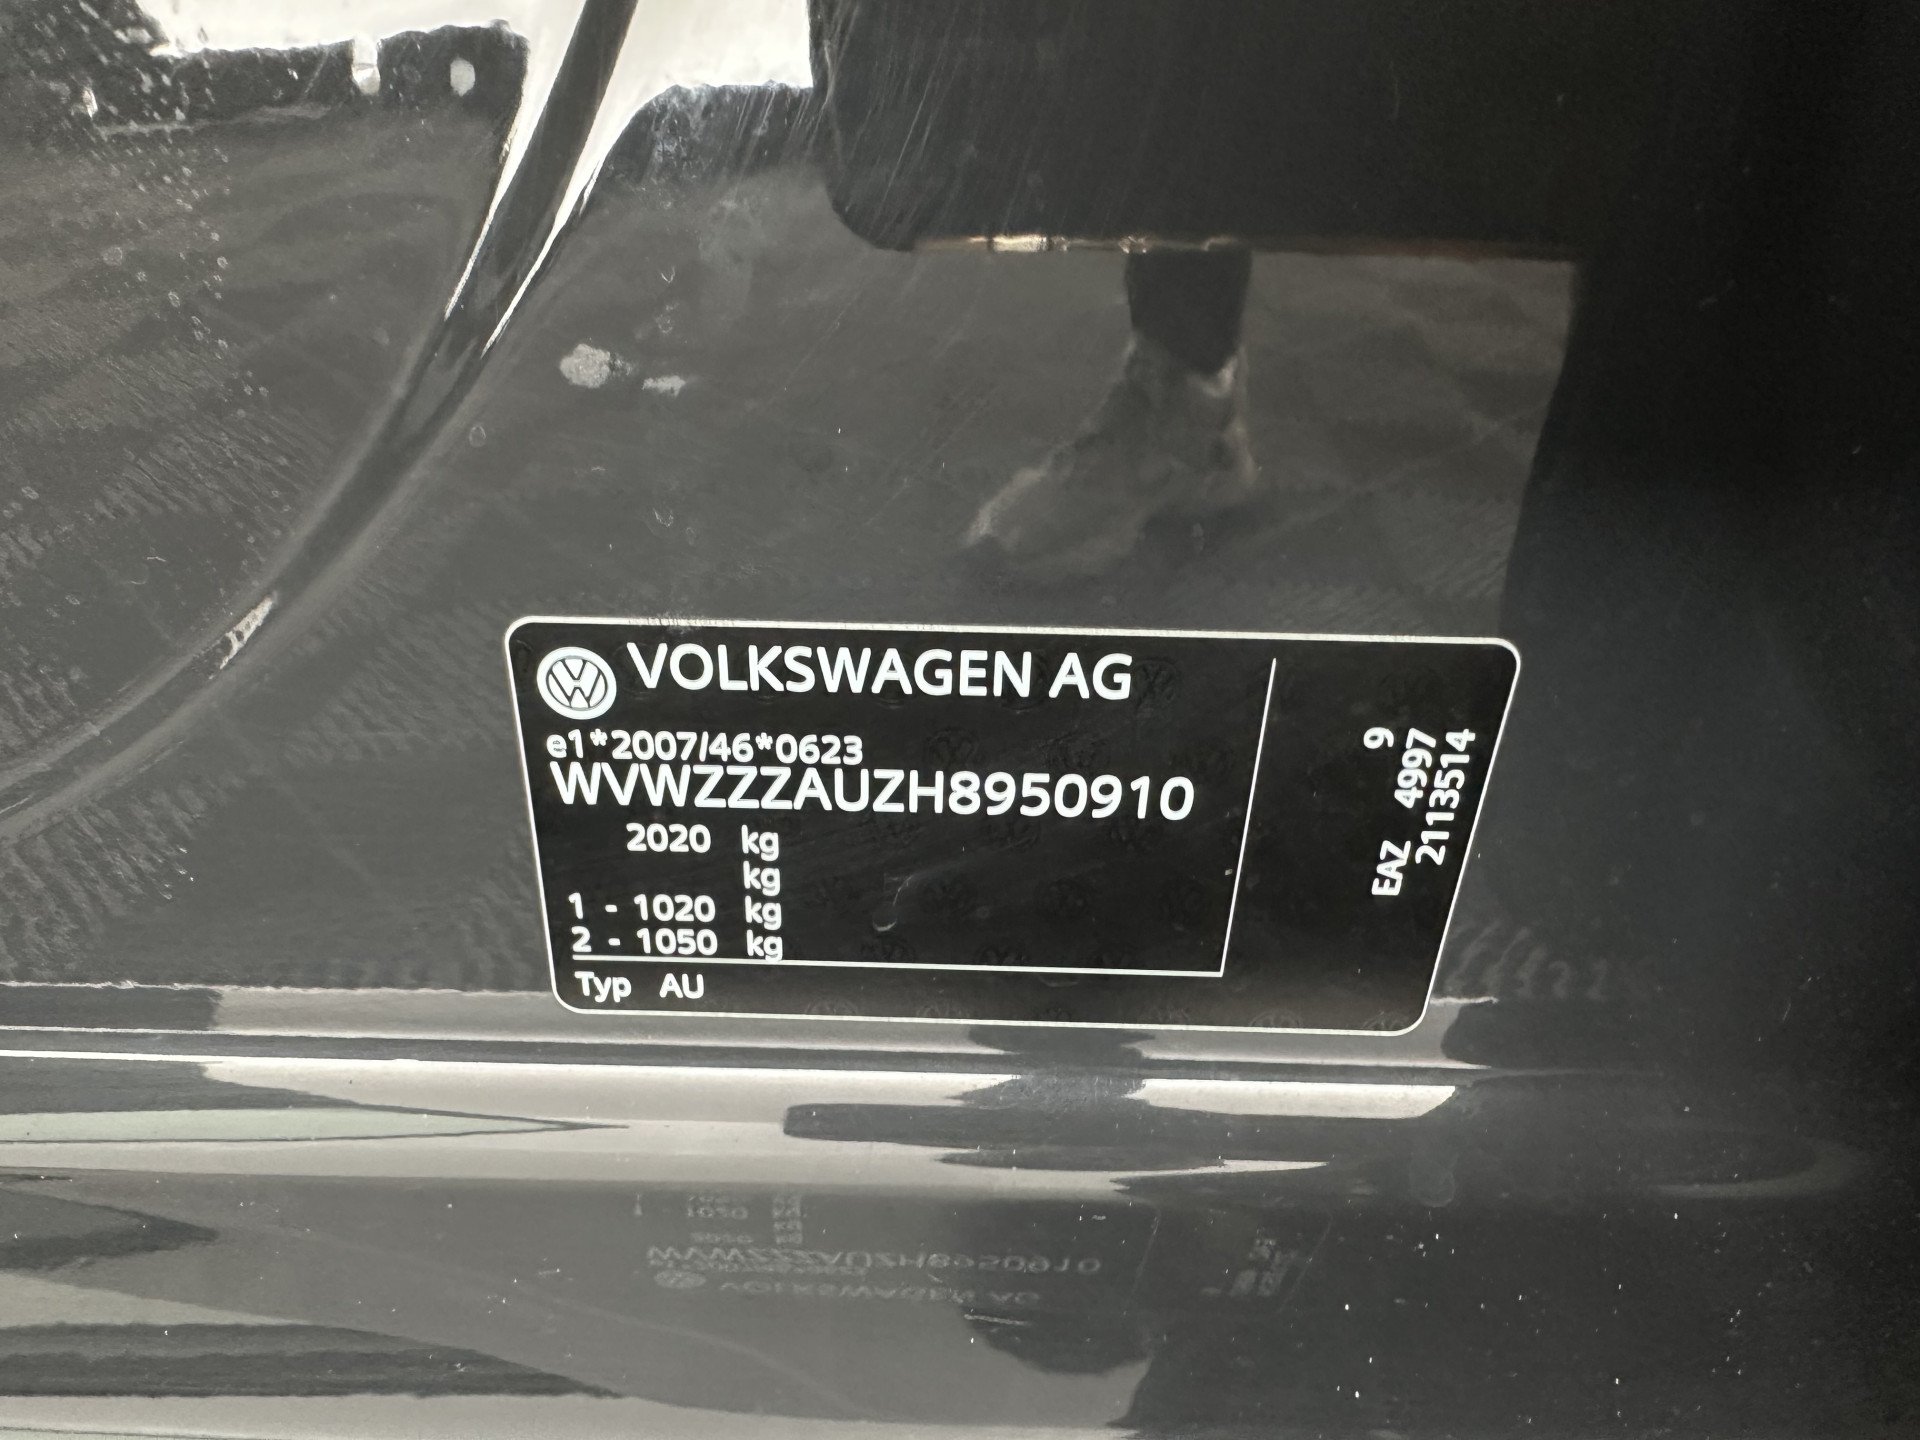 VOLKSWAGEN AG
e1*2007/46*0623
WVWZZZAUZH8950910
2020 kg
kg
1 - 1020 kg
2 - 1050 kg
Typ AU
9
EAZ 4997
2113514